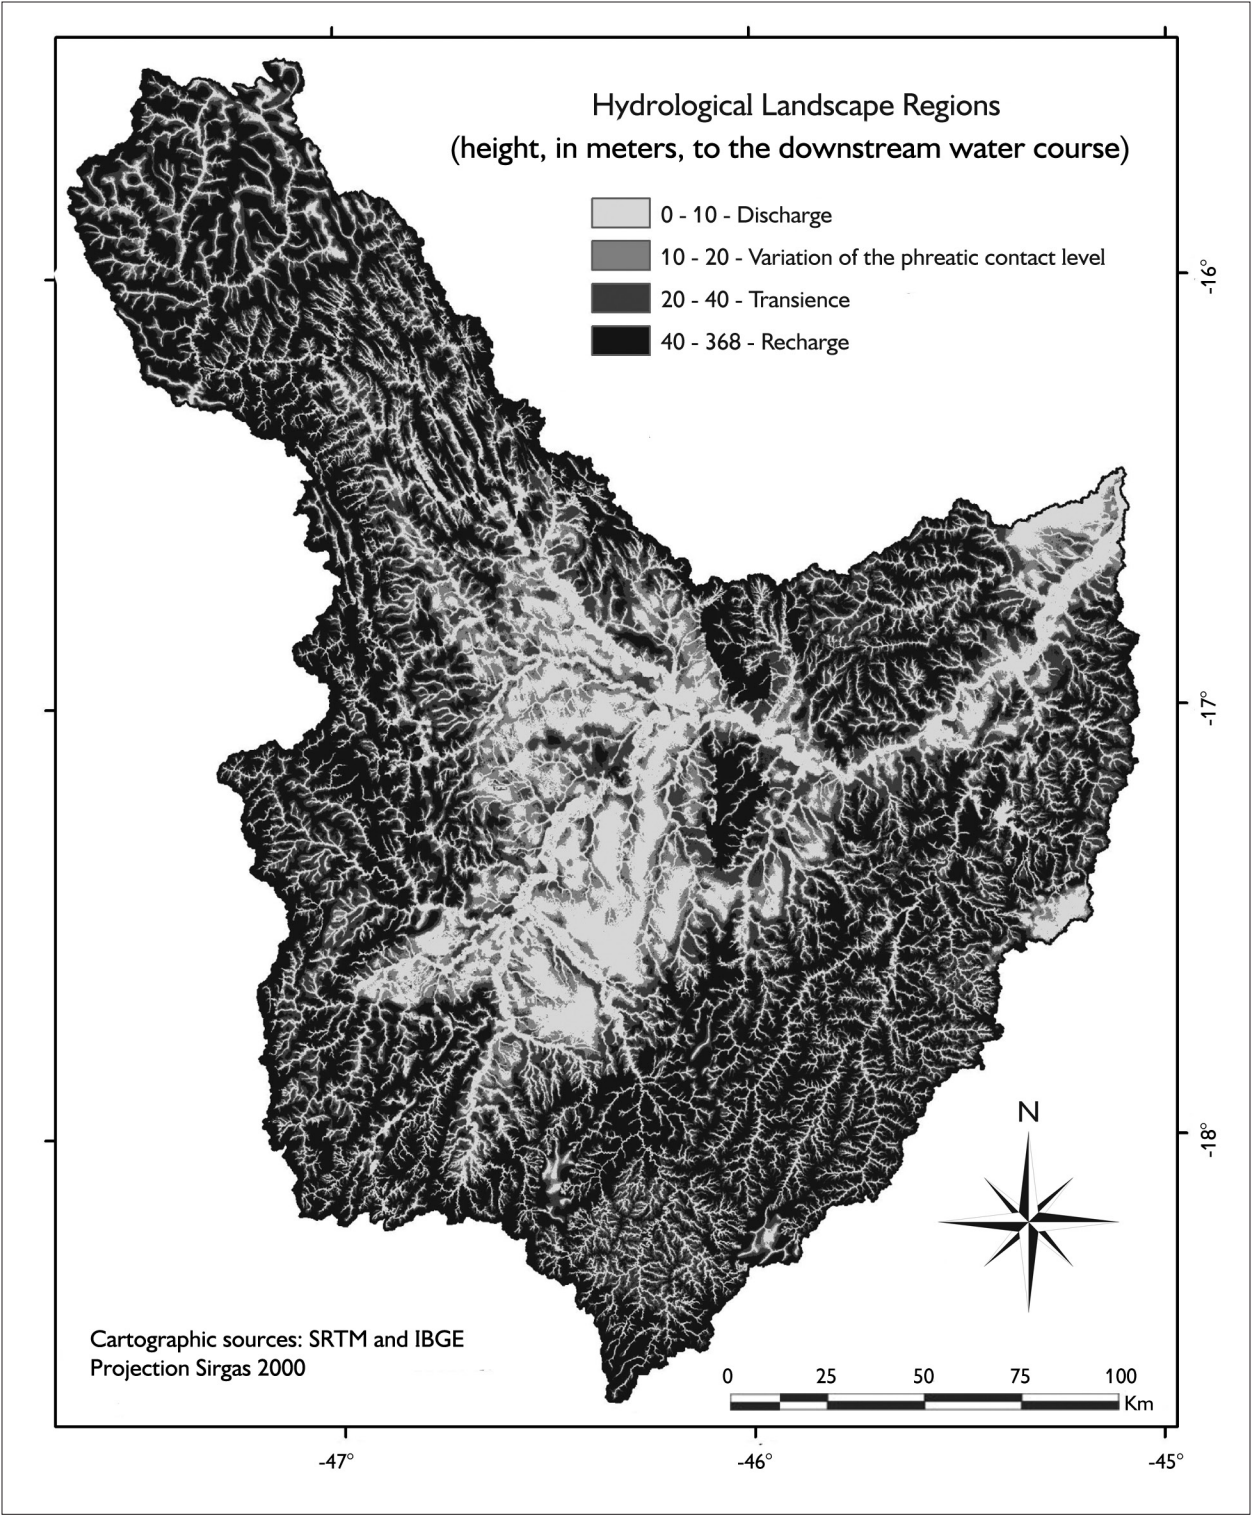 Hydrological Landscape Regions
(height, in meters, to the downstream water course)
0 - 10 - Discharge
10 - 20 - Variation of the phreatic contact level
20 - 40 - Transience
40 - 368 - Recharge
-16°
-17°
-18°
N
Cartographic sources: SRTM and IBGE
Projection Sirgas 2000
0 25 50 75 100
Km
-47° -46° -45°